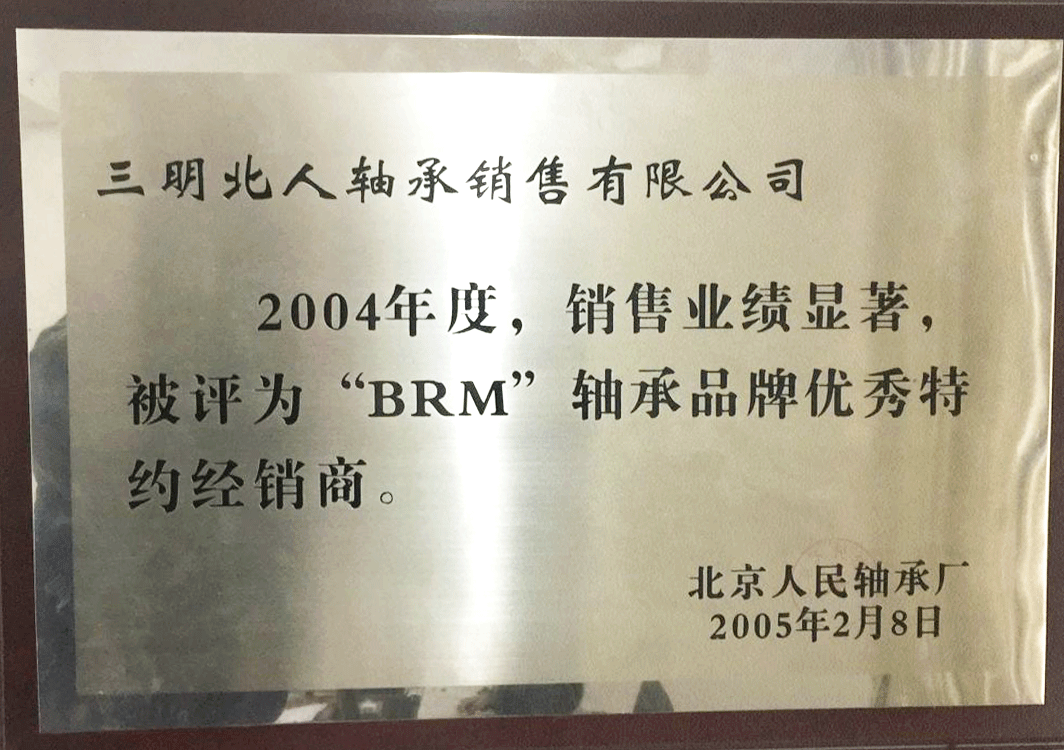 三明北人轴承销售有限公司
2004年度，销售业绩显著，
被评为“BRM”轴承品牌优秀特
约经销商。
北京人民轴承厂
2005年2月8日